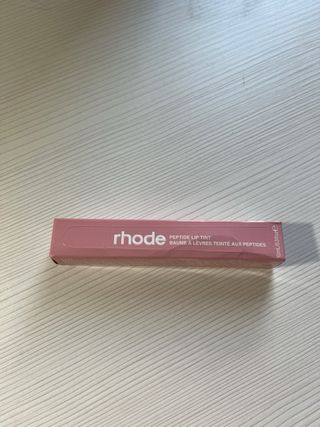 rhode
PEPTIDE LIP TINT
BAUME À LÈVRES TEINTÉ AUX PEPTIDES